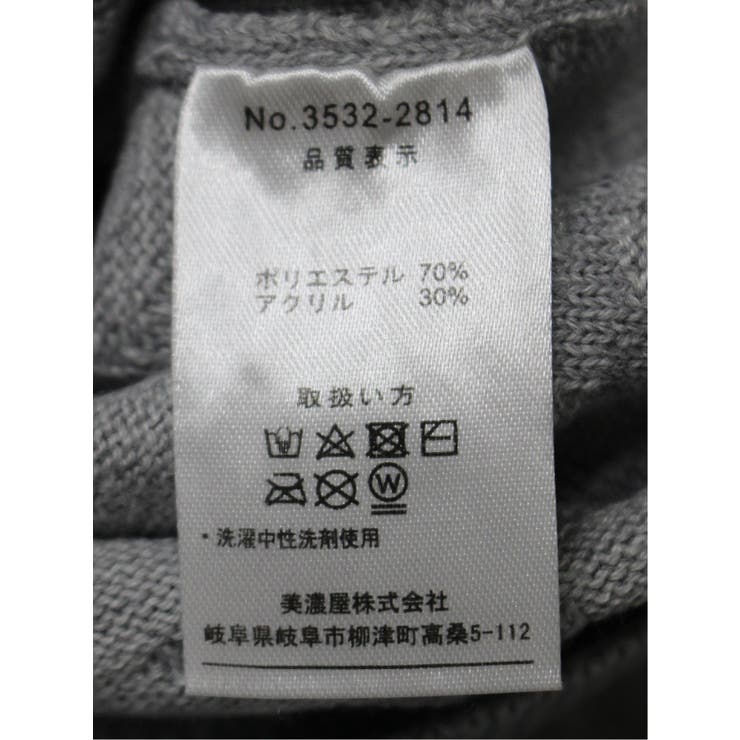 No.3532-2814
品質表示
ポリエステル 70%
アクリル 30%
取扱い方
W
・洗濯中性洗剤使用
美濃屋株式会社
岐阜県岐阜市柳津町高桑5-112